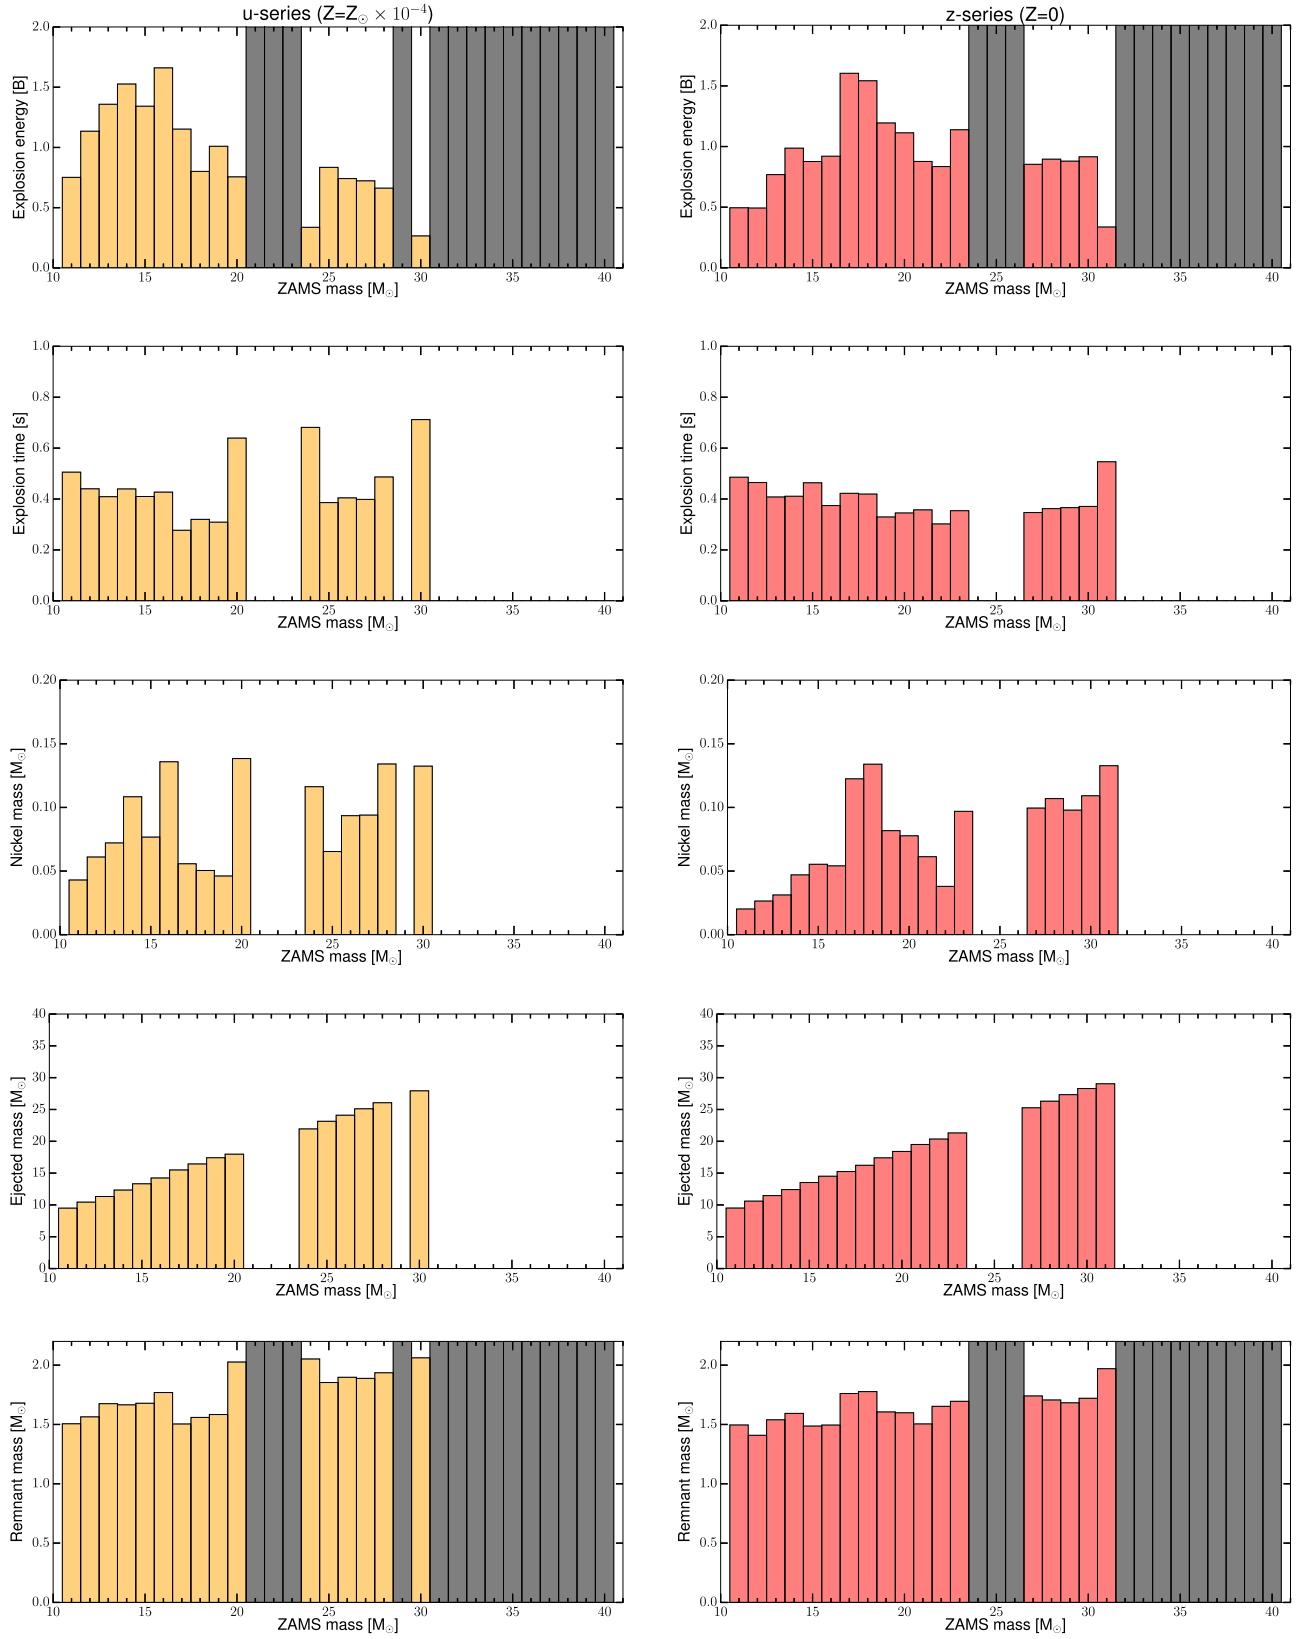 u-series (Z=Z⊙ × 10⁻⁴)
z-series (Z=0)
Explosion energy [B]
2.0
1.5
1.0
0.5
0.0
10 15 20 25 30 35 40
ZAMS mass [M⊙]
Explosion energy [B]
2.0
1.5
1.0
0.5
0.0
10 15 20 25 30 35 40
ZAMS mass [M⊙]
Explosion time [s]
1.0
0.8
0.6
0.4
0.2
0.0
10 15 20 25 30 35 40
ZAMS mass [M⊙]
Explosion time [s]
1.0
0.8
0.6
0.4
0.2
0.0
10 15 20 25 30 35 40
ZAMS mass [M⊙]
Nickel mass [M⊙]
0.20
0.15
0.10
0.05
0.00
10 15 20 25 30 35 40
ZAMS mass [M⊙]
Nickel mass [M⊙]
0.20
0.15
0.10
0.05
0.00
10 15 20 25 30 35 40
ZAMS mass [M⊙]
Ejected mass [M⊙]
40
35
30
25
20
15
10
5
0
10 15 20 25 30 35 40
ZAMS mass [M⊙]
Ejected mass [M⊙]
40
35
30
25
20
15
10
5
0
10 15 20 25 30 35 40
ZAMS mass [M⊙]
Remnant mass [M⊙]
2.0
1.5
1.0
0.5
0.0
10 15 20 25 30 35 40
ZAMS mass [M⊙]
Remnant mass [M⊙]
2.0
1.5
1.0
0.5
0.0
10 15 20 25 30 35 40
ZAMS mass [M⊙]